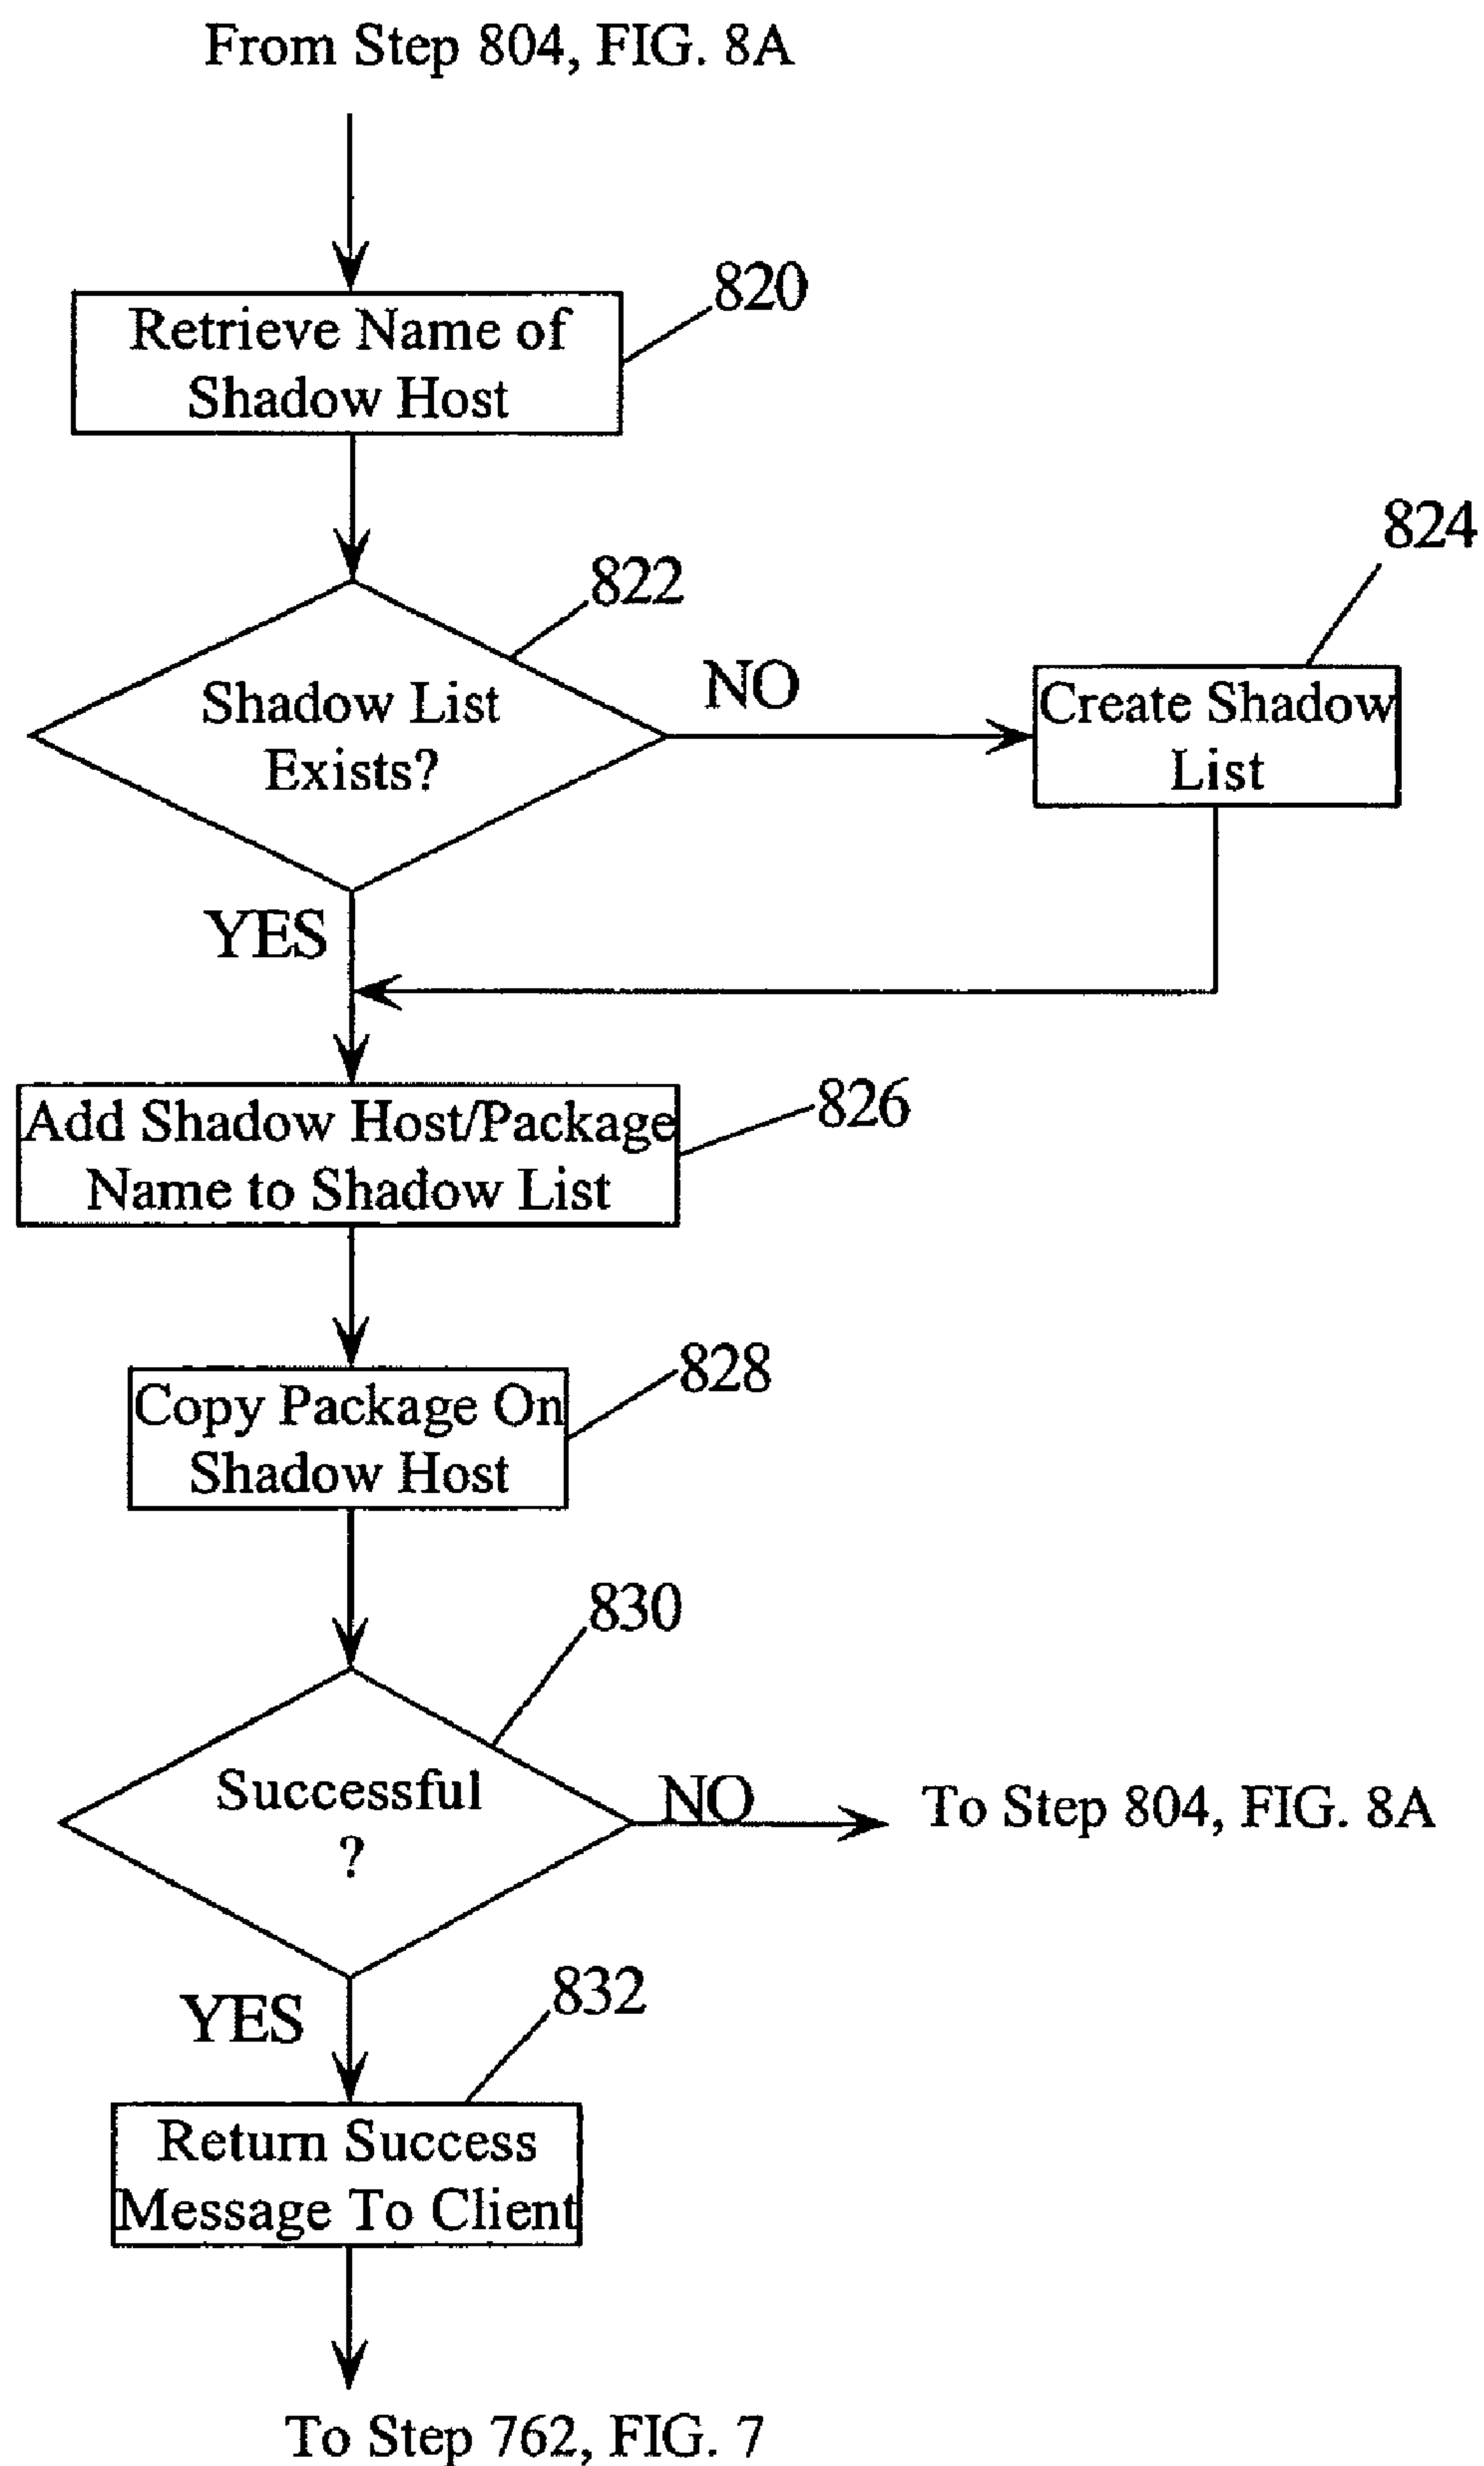 From Step 804, FIG. 8A
820
Retrieve Name of
Shadow Host
822
824
Shadow List
Exists?
NO
Create Shadow
List
YES
826
Add Shadow Host/Package
Name to Shadow List
828
Copy Package On
Shadow Host
830
Successful
?
NO
To Step 804, FIG. 8A
YES
832
Return Success
Message To Client
To Step 762, FIG. 7